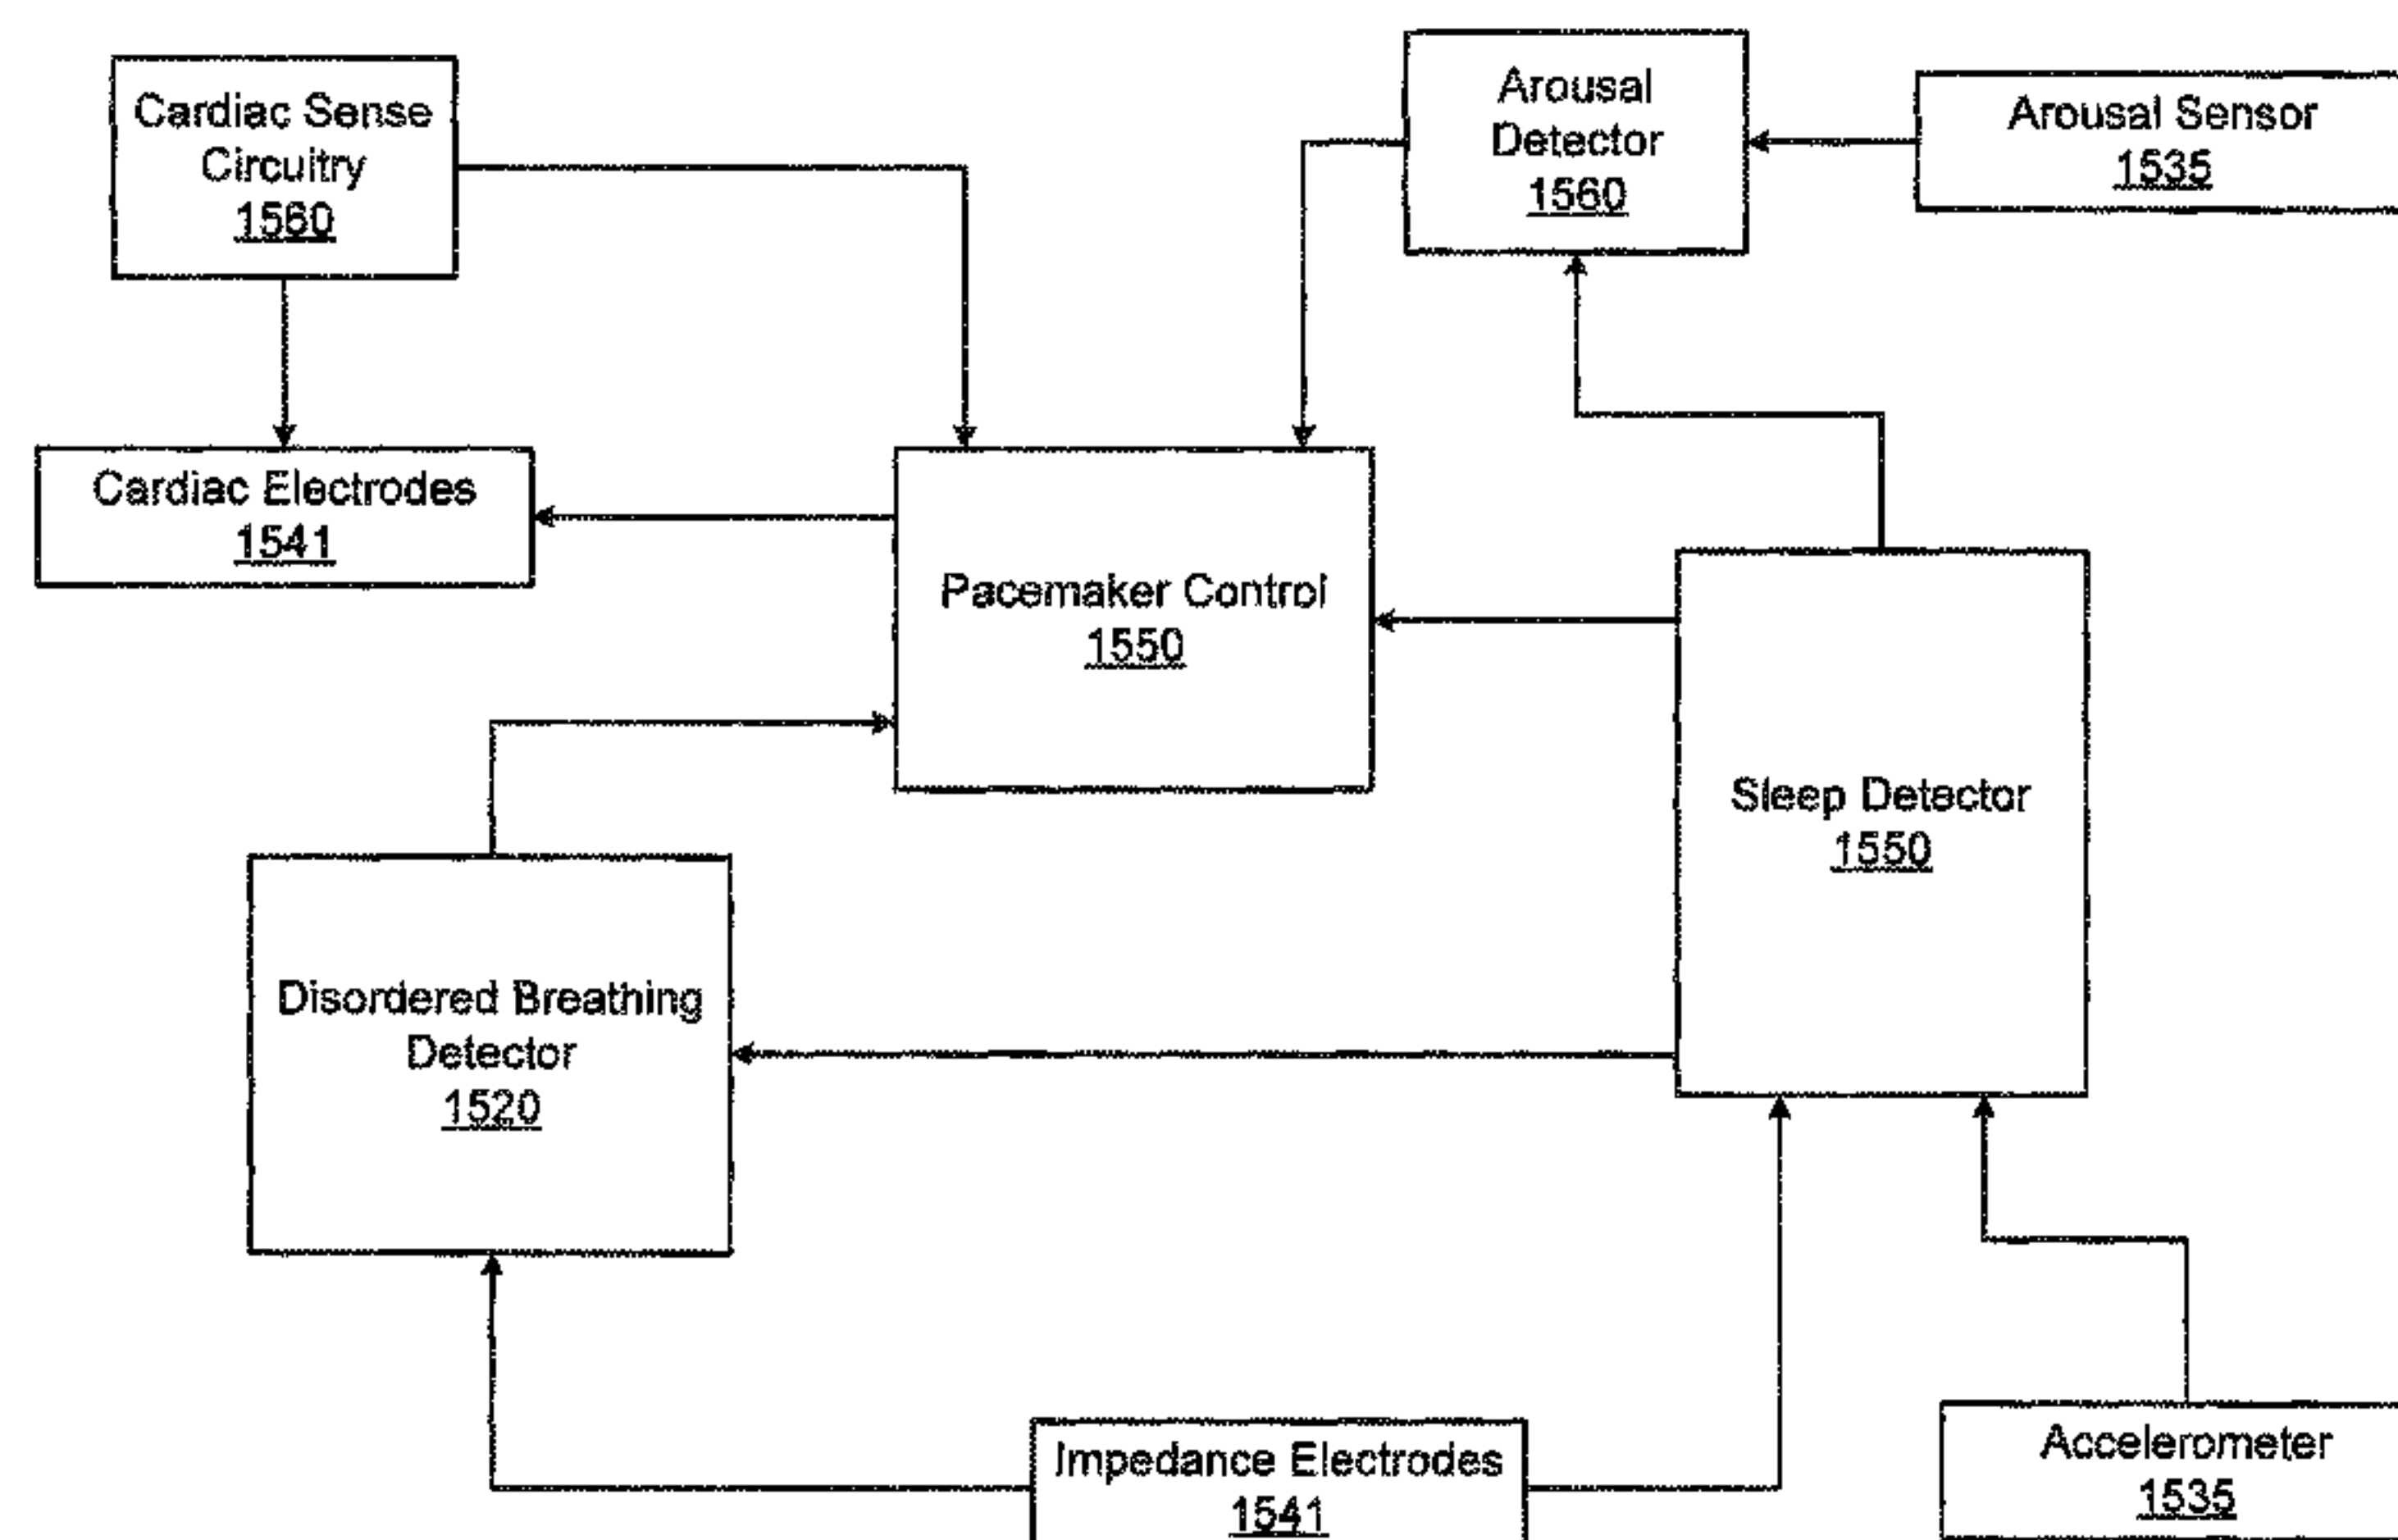 Cardiac Sense
Circuitry
1560
Arousal
Detector
1560
Arousal Sensor
1535
Cardiac Electrodes
1541
Pacemaker Control
1550
Sleep Detector
1550
Disordered Breathing
Detector
1520
Impedance Electrodes
1541
Accelerometer
1535